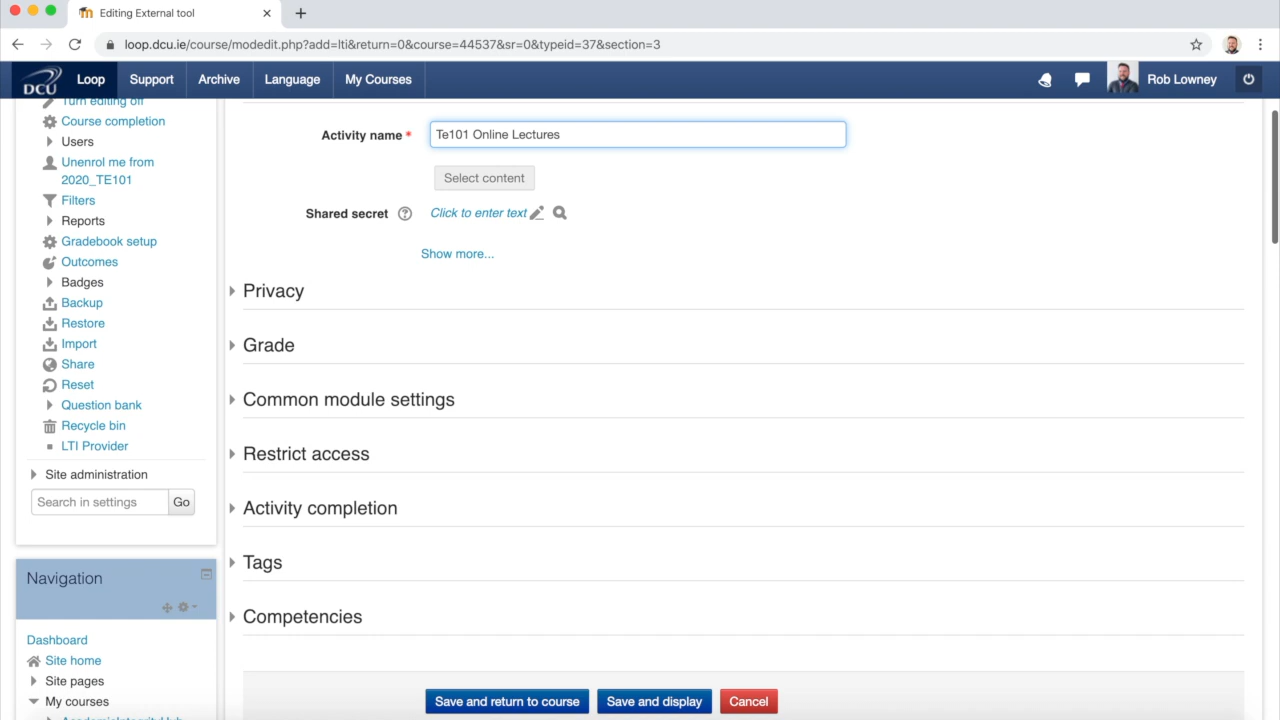 Editing External tool
loop.dcu.ie/course/modedit.php?add=lti&return=0&course=44537&sr=0&typeid=37&section=3
DCU Loop Support Archive Language My Courses Rob Lowney
Turn editing off
Course completion
Users
Unenrol me from
2020_TE101
Filters
Reports
Gradebook setup
Outcomes
Badges
Backup
Restore
Import
Share
Reset
Question bank
Recycle bin
LTI Provider
Site administration
Search in settings Go
Navigation
Dashboard
Site home
Site pages
My courses
AcademicIntegrityHub
Activity name * Te101 Online Lectures
Select content
Shared secret Click to enter text
Show more...
Privacy
Grade
Common module settings
Restrict access
Activity completion
Tags
Competencies
Save and return to course Save and display Cancel